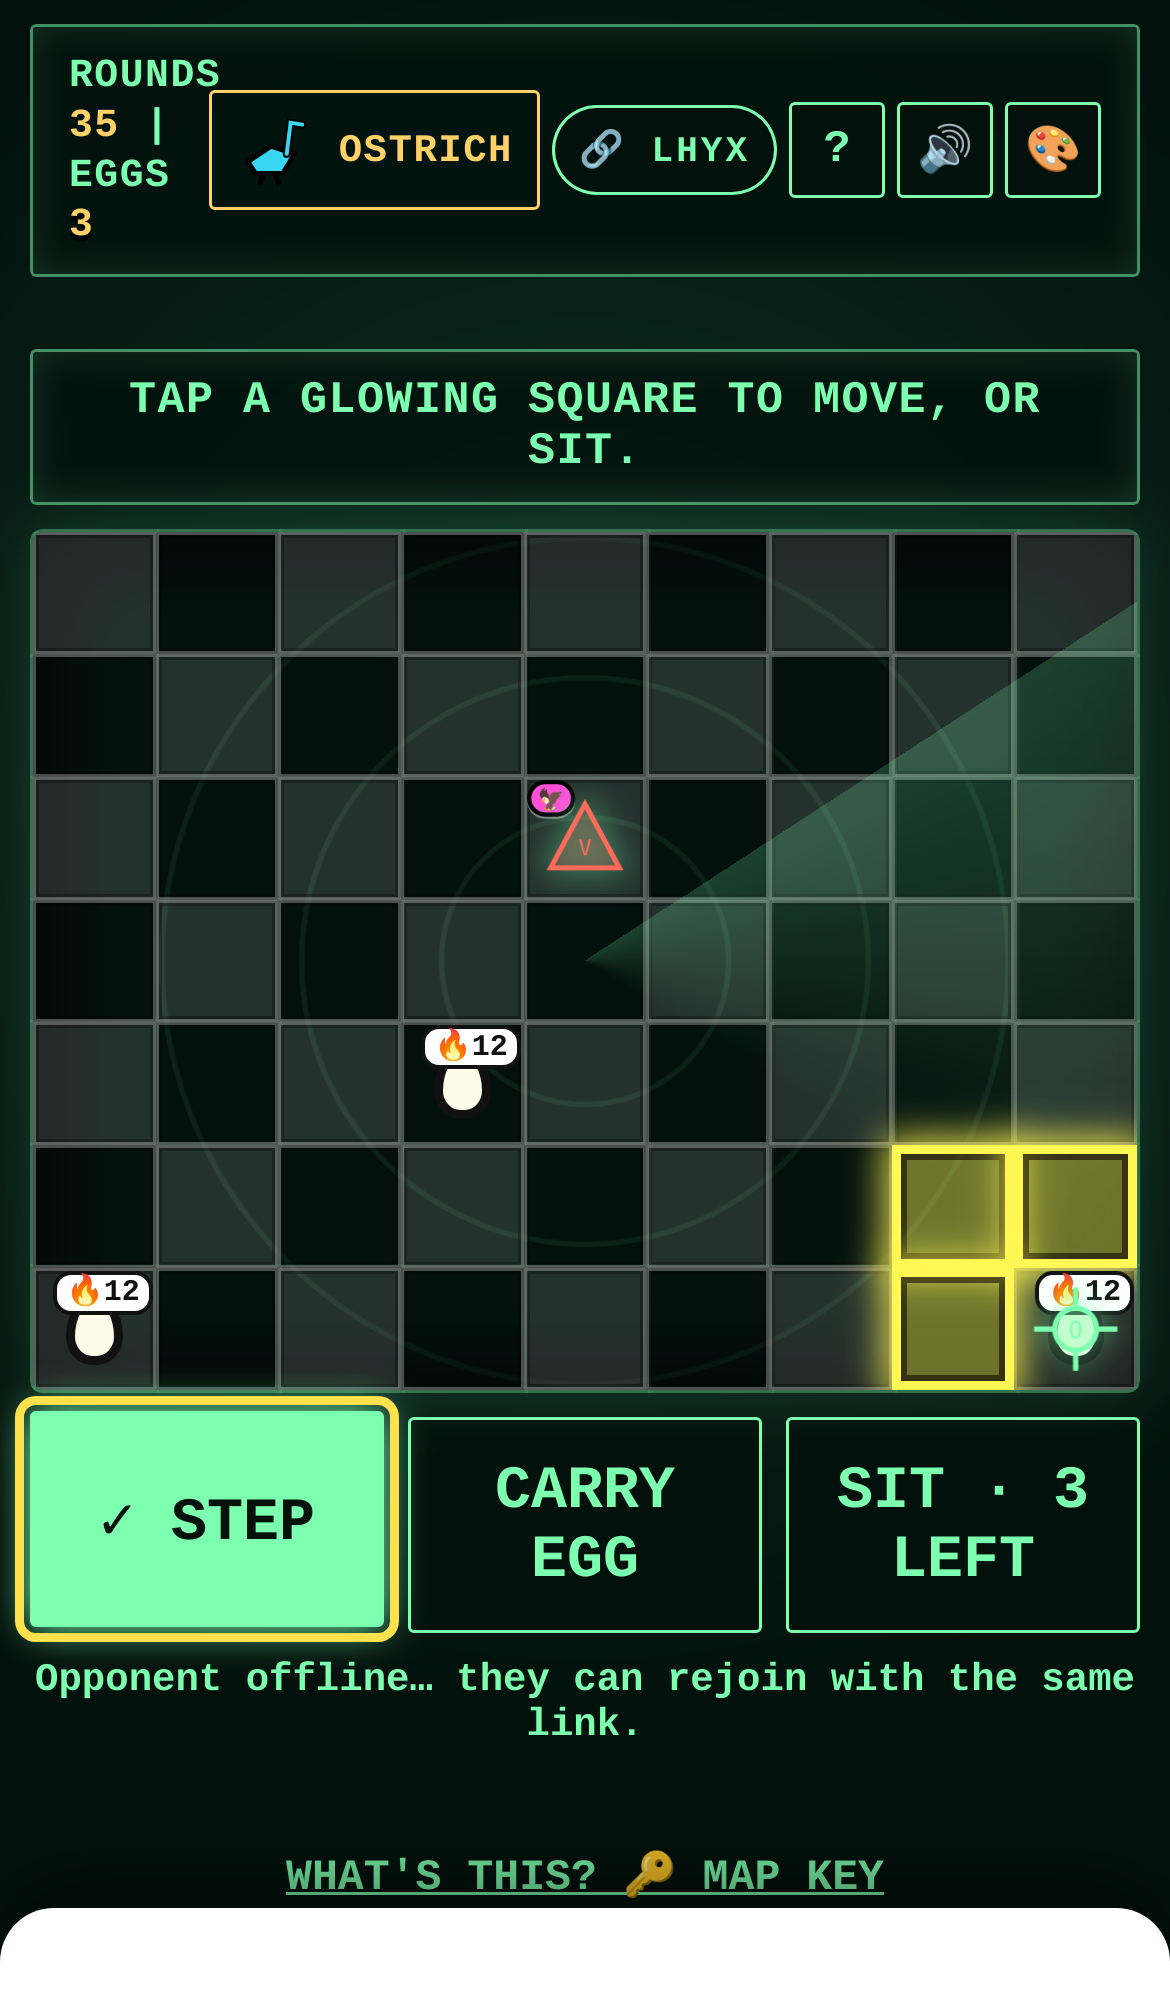 ROUNDS
35 |
EGGS
3
OSTRICH
LHYX
?
TAP A GLOWING SQUARE TO MOVE, OR
SIT.
V
12
12
12
O
✓ STEP
CARRY
EGG
SIT · 3
LEFT
Opponent offline… they can rejoin with the same
link.
WHAT'S THIS? 🔑 MAP KEY